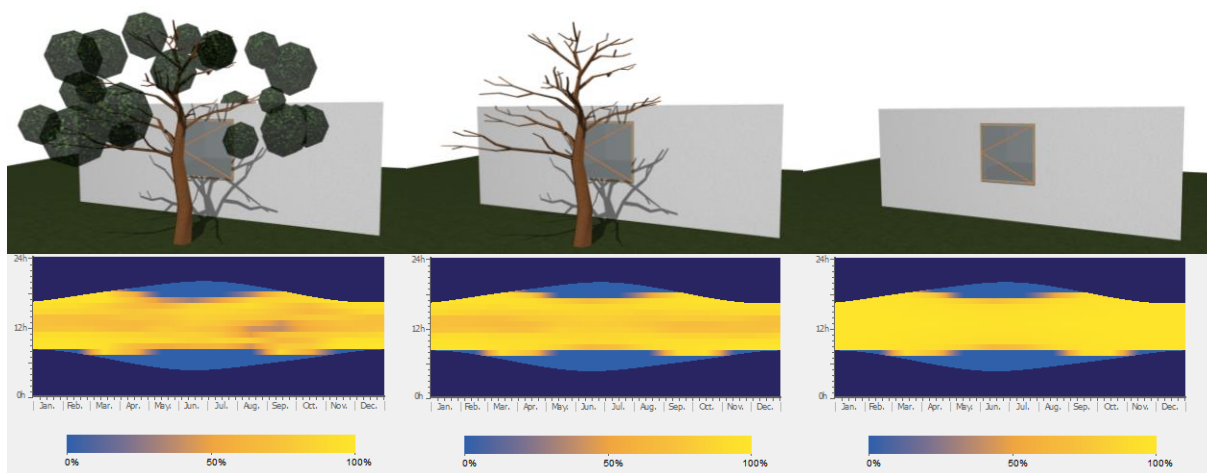 24h
12h
0h
Jan. Feb. Mar. Apr. May. Jun. Jul. Aug. Sep. Oct. Nov. Dec.
0% 50% 100%
24h
12h
0h
Jan. Feb. Mar. Apr. May. Jun. Jul. Aug. Sep. Oct. Nov. Dec.
0% 50% 100%
24h
12h
0h
Jan. Feb. Mar. Apr. May. Jun. Jul. Aug. Sep. Oct. Nov. Dec.
0% 50% 100%